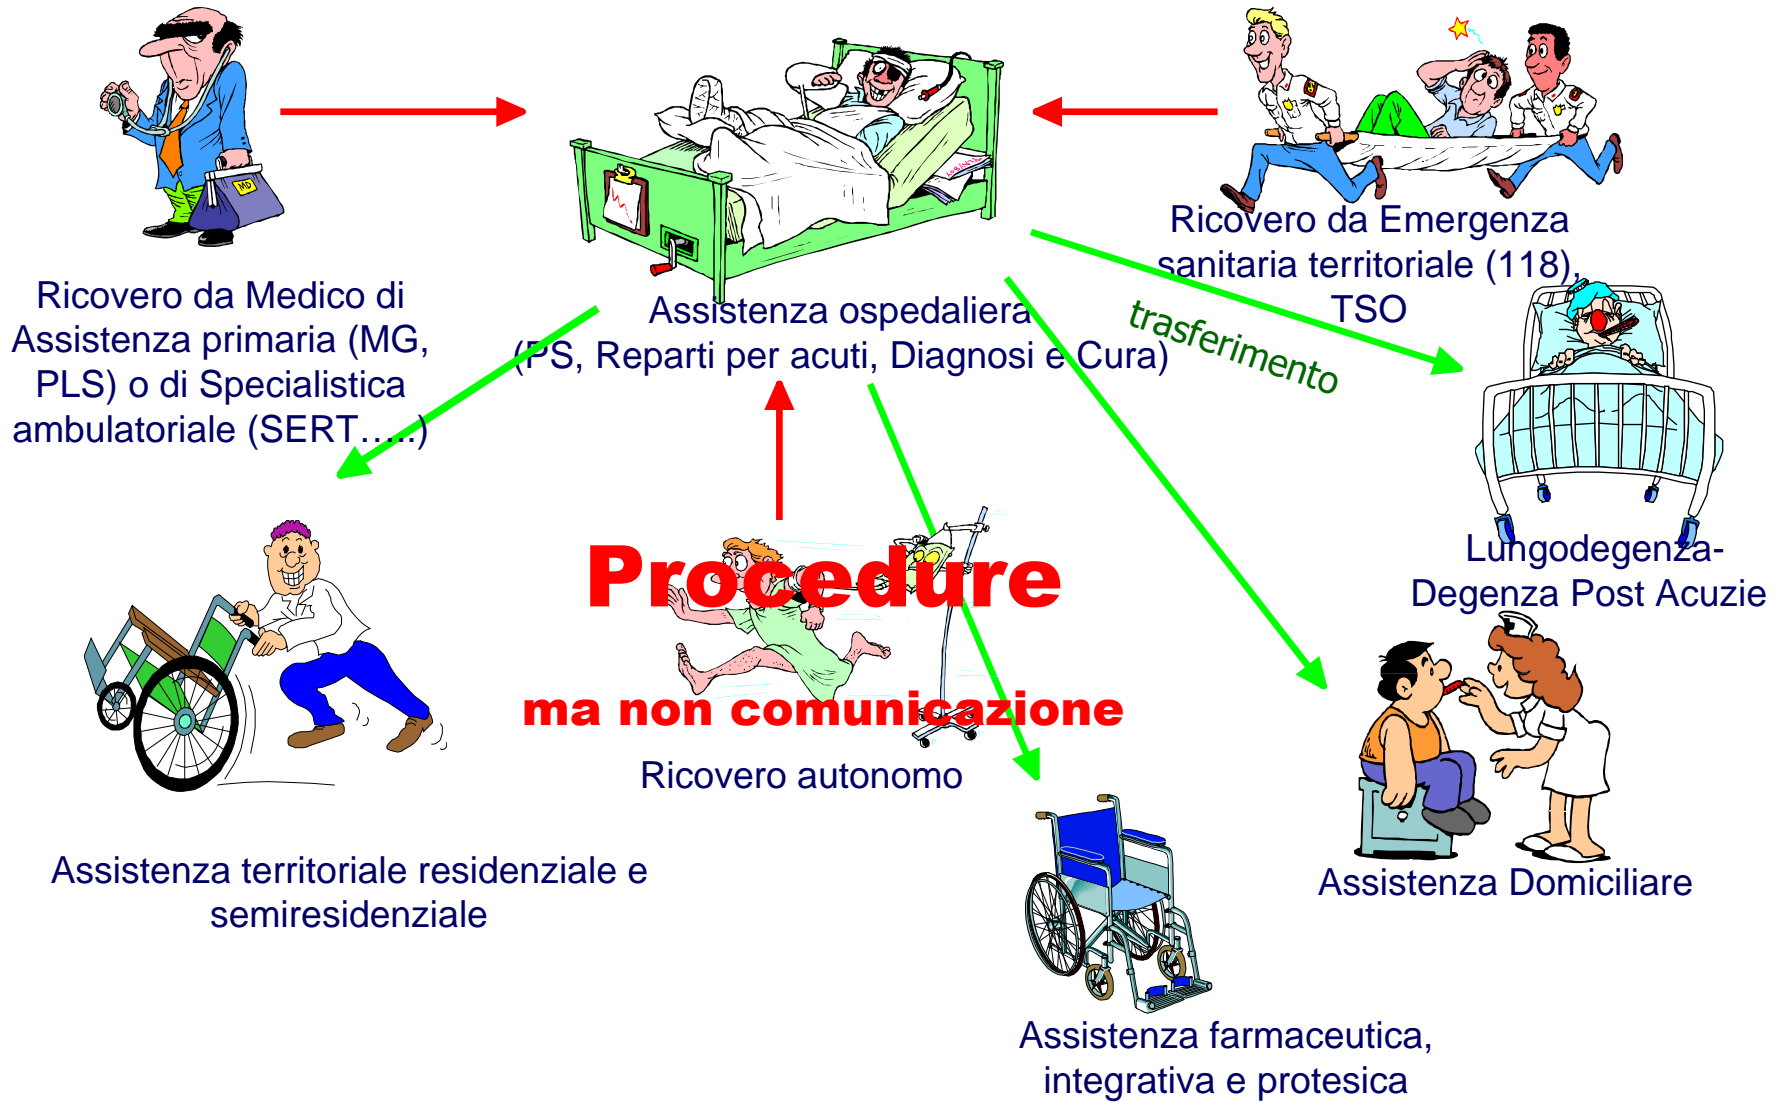 MD
Ricovero da Medico di
Assistenza primaria (MG,
PLS) o di Specialistica
ambulatoriale (SERT…..)
Assistenza ospedaliera
(PS, Reparti per acuti, Diagnosi e Cura)
Ricovero da Emergenza
sanitaria territoriale (118),
TSO
trasferimento
Lungodegenza-
Degenza Post Acuzie
Procedure
ma non comunicazione
Ricovero autonomo
Assistenza territoriale residenziale e
semiresidenziale
Assistenza Domiciliare
Assistenza farmaceutica,
integrativa e protesica